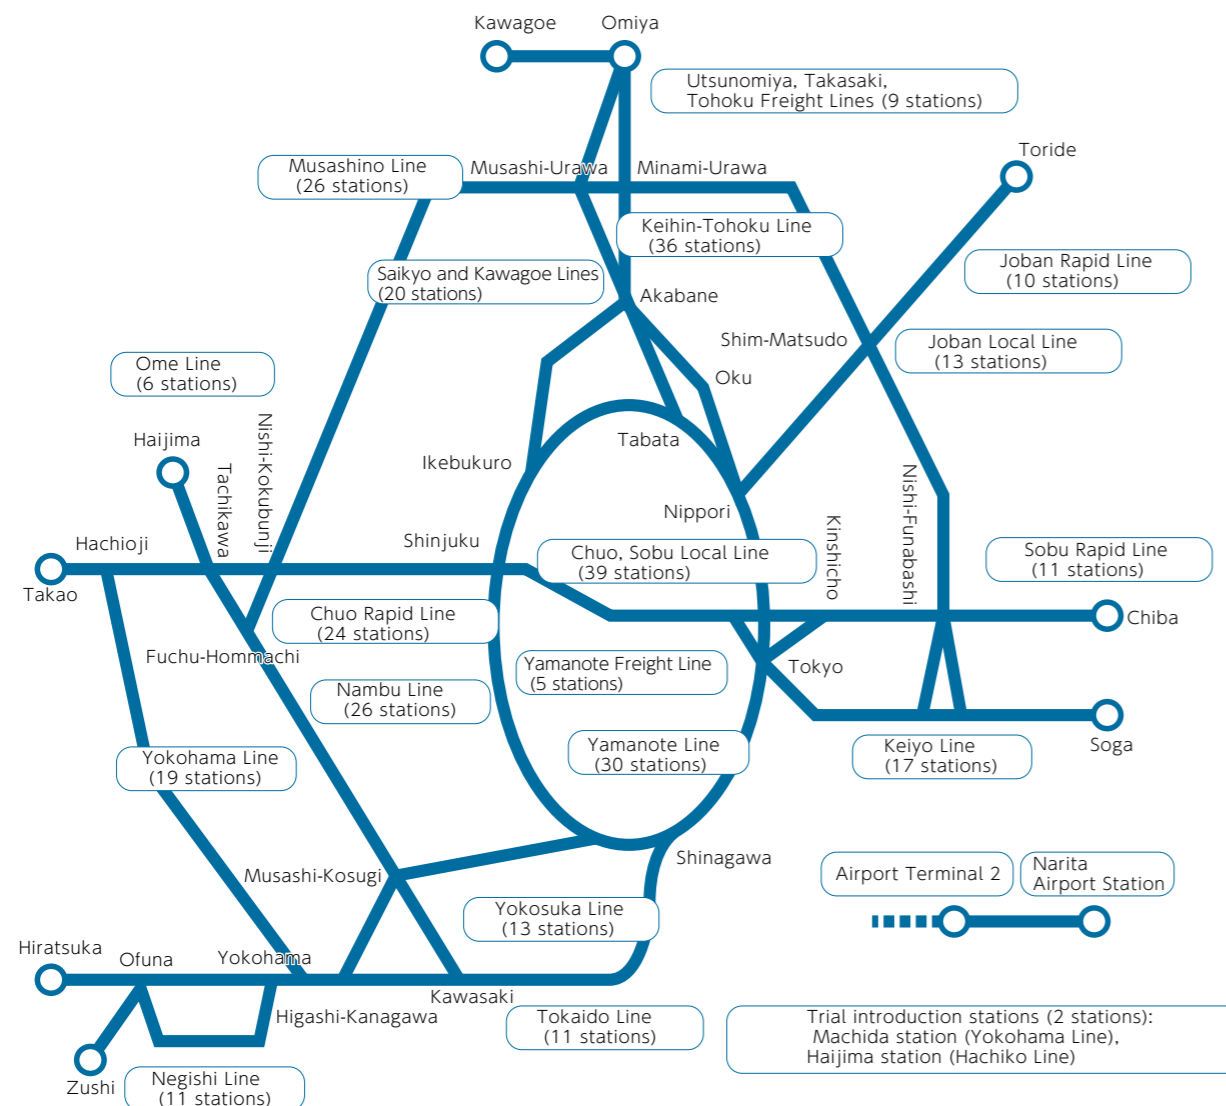 Kawagoe
Omiya
Utsunomiya, Takasaki,
Tohoku Freight Lines (9 stations)
Toride
Musashino Line
(26 stations)
Musashi-Urawa
Minami-Urawa
Keihin-Tohoku Line
(36 stations)
Joban Rapid Line
(10 stations)
Saikyo and Kawagoe Lines
(20 stations)
Akabane
Shim-Matsudo
Joban Local Line
(13 stations)
Ome Line
(6 stations)
Oku
Haijima
Tachikawa
Nishi-Kokubunji
Tabata
Ikebukuro
Nippori
Kinshicho
Nishi-Funabashi
Hachioji
Shinjuku
Chuo, Sobu Local Line
(39 stations)
Sobu Rapid Line
(11 stations)
Takao
Chiba
Chuo Rapid Line
(24 stations)
Fuchu-Hommachi
Yamanote Freight Line
(5 stations)
Tokyo
Nambu Line
(26 stations)
Yamanote Line
(30 stations)
Keiyo Line
(17 stations)
Soga
Yokohama Line
(19 stations)
Musashi-Kosugi
Shinagawa
Airport Terminal 2
Narita
Airport Station
Yokosuka Line
(13 stations)
Hiratsuka
Ofuna
Yokohama
Kawasaki
Higashi-Kanagawa
Tokaido Line
(11 stations)
Trial introduction stations (2 stations):
Machida station (Yokohama Line),
Haijima station (Hachiko Line)
Zushi
Negishi Line
(11 stations)